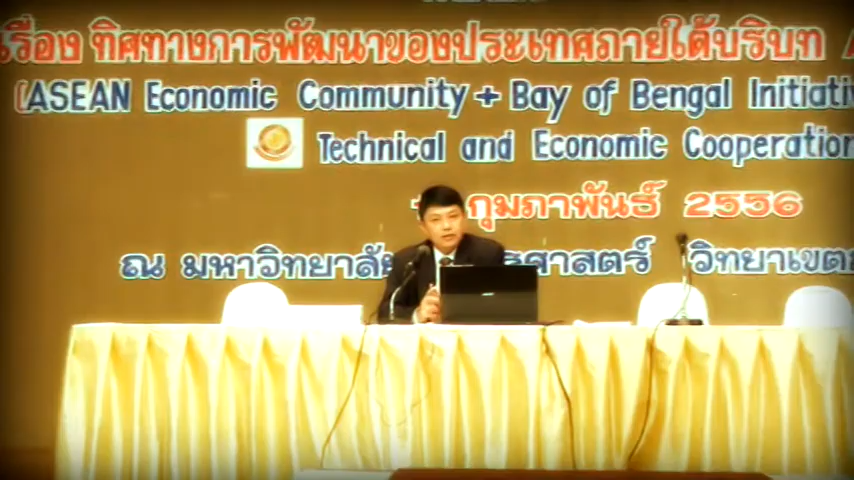 เรื่อง ทิศทางการพัฒนาของประเทศภายใต้บริบท
(ASEAN Economic Community + Bay of Bengal Initiative
Technical and Economic Cooperation
กุมภาพันธ์ 2556
ณ มหาวิทยาลัย ศาสตร์ วิทยาเขต